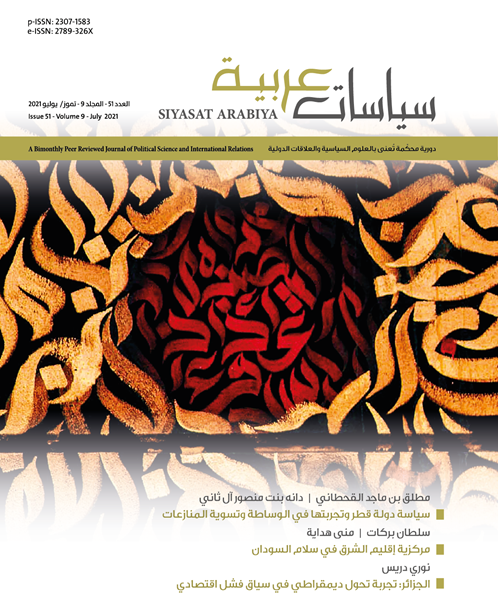 p-ISSN: 2307-1583
e-ISSN: 2789-326X
سياسات عربية
SIYASAT ARABIYA
العدد 51 - المجلد 9 - تموز/ يوليو 2021
Issue 51 - Volume 9 - July 2021
دورية محكّمة تُعنى بالعلوم السياسية والعلاقات الدولية
A Bimonthly Peer Reviewed Journal of Political Science and International Relations
مطلق بن ماجد القحطاني | دانه بنت منصور آل ثاني
سياسة دولة قطر وتجربتها في الوساطة وتسوية المنازعات
سلطان بركات | منى هداية
مركزية إقليم الشرق في سلام السودان
نوري دريس
الجزائر: تجربة تحول ديمقراطي في سياق فشل اقتصادي